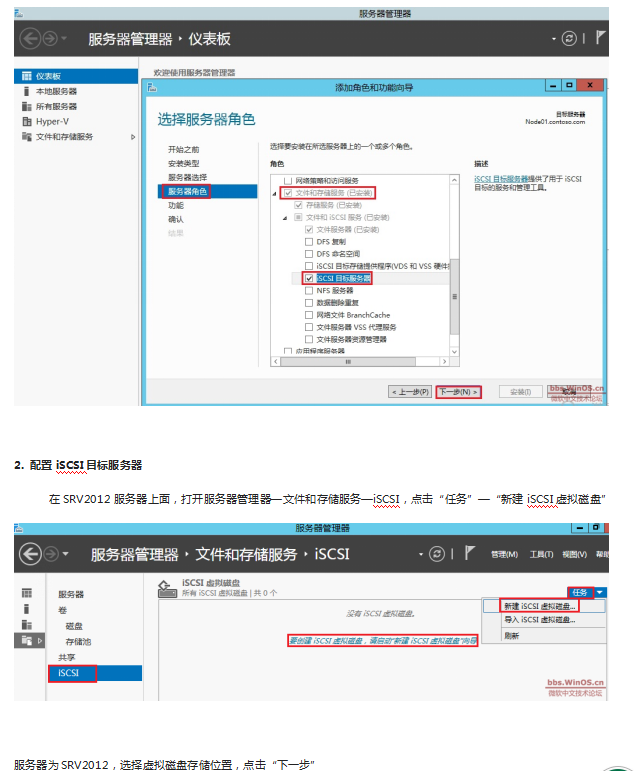 服务器管理器
服务器管理器 · 仪表板
仪表板
本地服务器
所有服务器
Hyper-V
文件和存储服务
欢迎使用服务器管理器
添加角色和功能向导
选择服务器角色
目标服务器
Node01.contoso.com
开始之前
安装类型
服务器选择
服务器角色
功能
确认
结果
选择要安装在所选服务器上的一个或多个角色。
角色
网络策略和访问服务
文件和存储服务 (已安装)
存储服务 (已安装)
文件和 iSCSI 服务 (已安装)
文件服务器 (已安装)
DFS 复制
DFS 命名空间
iSCSI 目标存储提供程序(VDS 和 VSS 硬件
iSCSI 目标服务器
NFS 服务器
数据删除重复
网络文件 BranchCache
文件服务器 VSS 代理服务
文件服务器资源管理器
应用程序服务器
描述
iSCSI 目标服务器提供了用于 iSCSI
目标的服务和管理工具。
< 上一步(P)
下一步(N) >
安装(I)
取消
bbs.WinOS.cn
微软中文技术论坛
2. 配置 iSCSI 目标服务器
在 SRV2012 服务器上面，打开服务器管理器—文件和存储服务—iSCSI，点击“任务”—“新建 iSCSI 虚拟磁盘”
服务器管理器
服务器管理器 · 文件和存储服务 · iSCSI
管理(M) 工具(T) 视图(V) 帮助
服务器
卷
磁盘
存储池
共享
iSCSI
iSCSI 虚拟磁盘
所有 iSCSI 虚拟磁盘 | 共 0 个
任务
新建 iSCSI 虚拟磁盘...
导入 iSCSI 虚拟磁盘...
刷新
没有 iSCSI 虚拟磁盘。
要创建 iSCSI 虚拟磁盘，请启动“新建 iSCSI 虚拟磁盘”向导
bbs.WinOS.cn
微软中文技术论坛
服务器为 SRV2012，选择虚拟磁盘存储位置，点击“下一步”